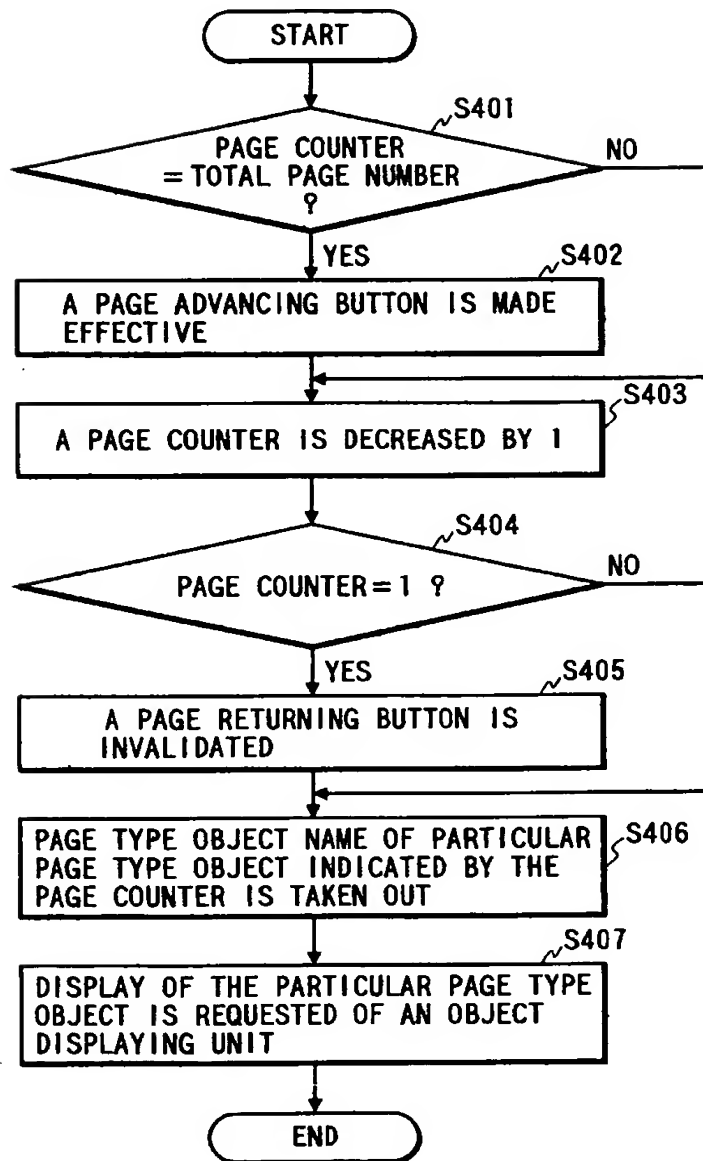 START
S401
PAGE COUNTER
=TOTAL PAGE NUMBER
?
NO
YES
S402
A PAGE ADVANCING BUTTON IS MADE
EFFECTIVE
S403
A PAGE COUNTER IS DECREASED BY 1
S404
PAGE COUNTER=1 ?
NO
YES
S405
A PAGE RETURNING BUTTON IS
INVALIDATED
PAGE TYPE OBJECT NAME OF PARTICULAR
S406
PAGE TYPE OBJECT INDICATED BY THE
PAGE COUNTER IS TAKEN OUT
S407
DISPLAY OF THE PARTICULAR PAGE TYPE
OBJECT IS REQUESTED OF AN OBJECT
DISPLAYING UNIT
END